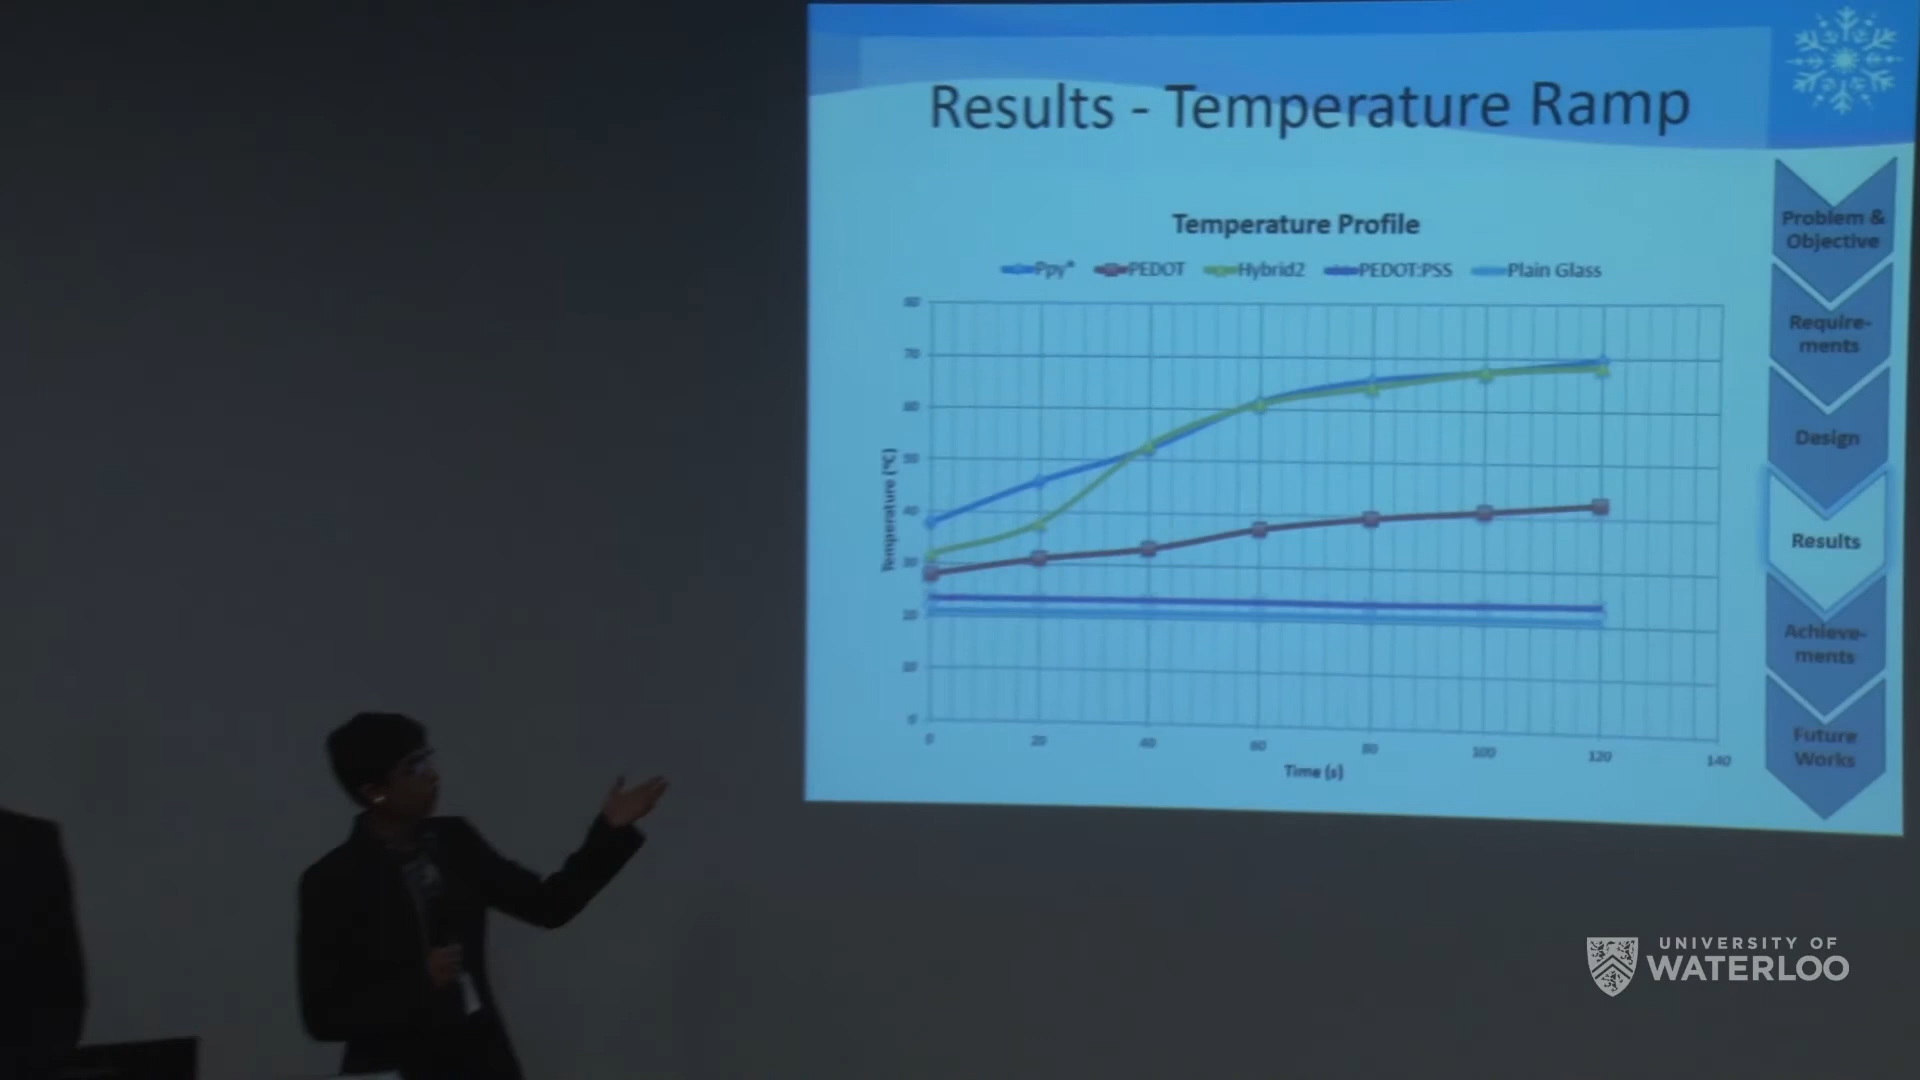 Results - Temperature Ramp
Temperature Profile
Ppy* PEDOT Hybrid2 PEDOT:PSS Plain Glass
80
70
60
50
40
30
20
10
0
Temperature (°C)
0 20 40 60 80 100 120 140
Time (s)
Problem &
Objective
Require-
ments
Design
Results
Achieve-
ments
Future
Works
UNIVERSITY OF
WATERLOO